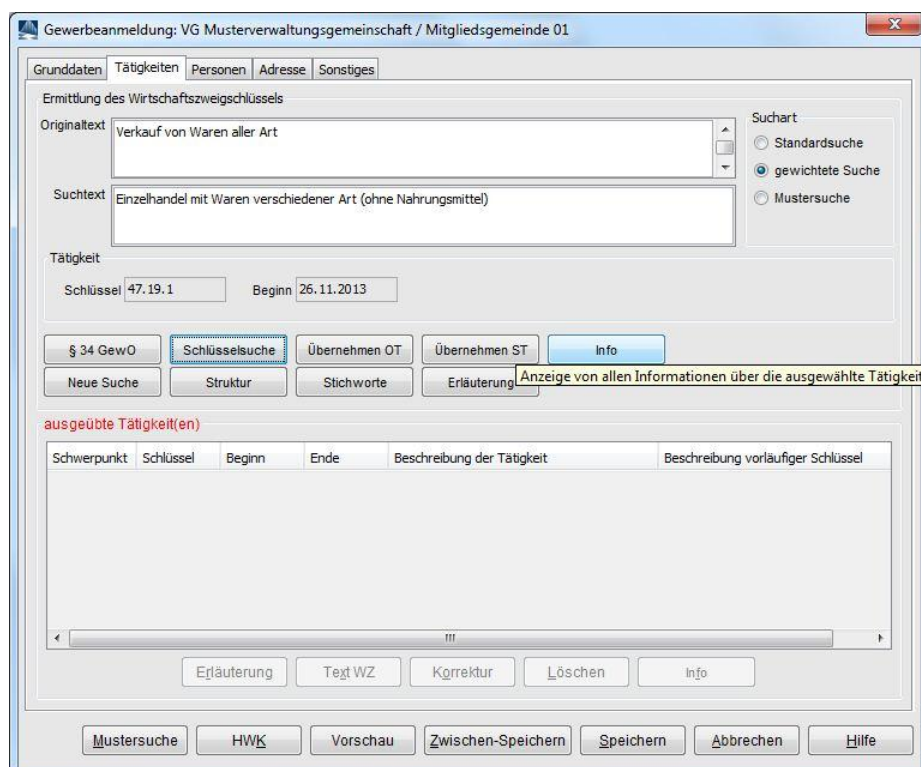 Gewerbeanmeldung: VG Musterverwaltungsgemeinschaft / Mitgliedsgemeinde 01
Grunddaten Tätigkeiten Personen Adresse Sonstiges
Ermittlung des Wirtschaftszweigschlüssels
Originaltext Verkauf von Waren aller Art
Suchtext Einzelhandel mit Waren verschiedener Art (ohne Nahrungsmittel)
Suchart
Standardsuche
gewichtete Suche
Mustersuche
Tätigkeit
Schlüssel 47.19.1 Beginn 26.11.2013
§ 34 GewO Schlüsselsuche Übernehmen OT Übernehmen ST Info
Neue Suche Struktur Stichworte Erläuterung
Anzeige von allen Informationen über die ausgewählte Tätigkeit
ausgeübte Tätigkeit(en)
Schwerpunkt Schlüssel Beginn Ende Beschreibung der Tätigkeit Beschreibung vorläufiger Schlüssel
Erläuterung Text WZ Korrektur Löschen Info
Mustersuche HWK Vorschau Zwischen-Speichern Speichern Abbrechen Hilfe